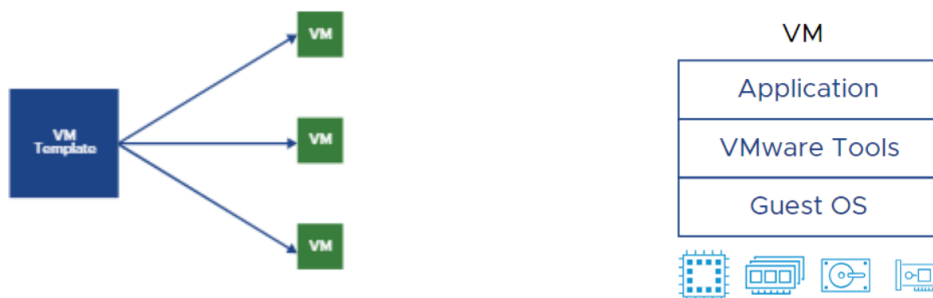 VM
Template
VM
VM
VM
VM
Application
VMware Tools
Guest OS